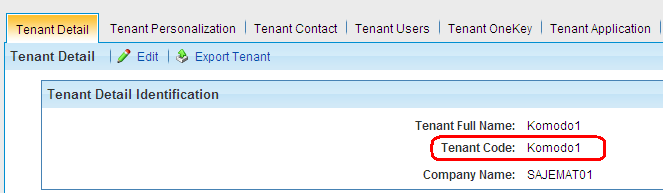 Tenant Detail Tenant Personalization Tenant Contact Tenant Users Tenant OneKey Tenant Application
Tenant Detail Edit Export Tenant
Tenant Detail Identification
Tenant Full Name: Komodo1
Tenant Code: Komodo1
Company Name: SAJEMAT01